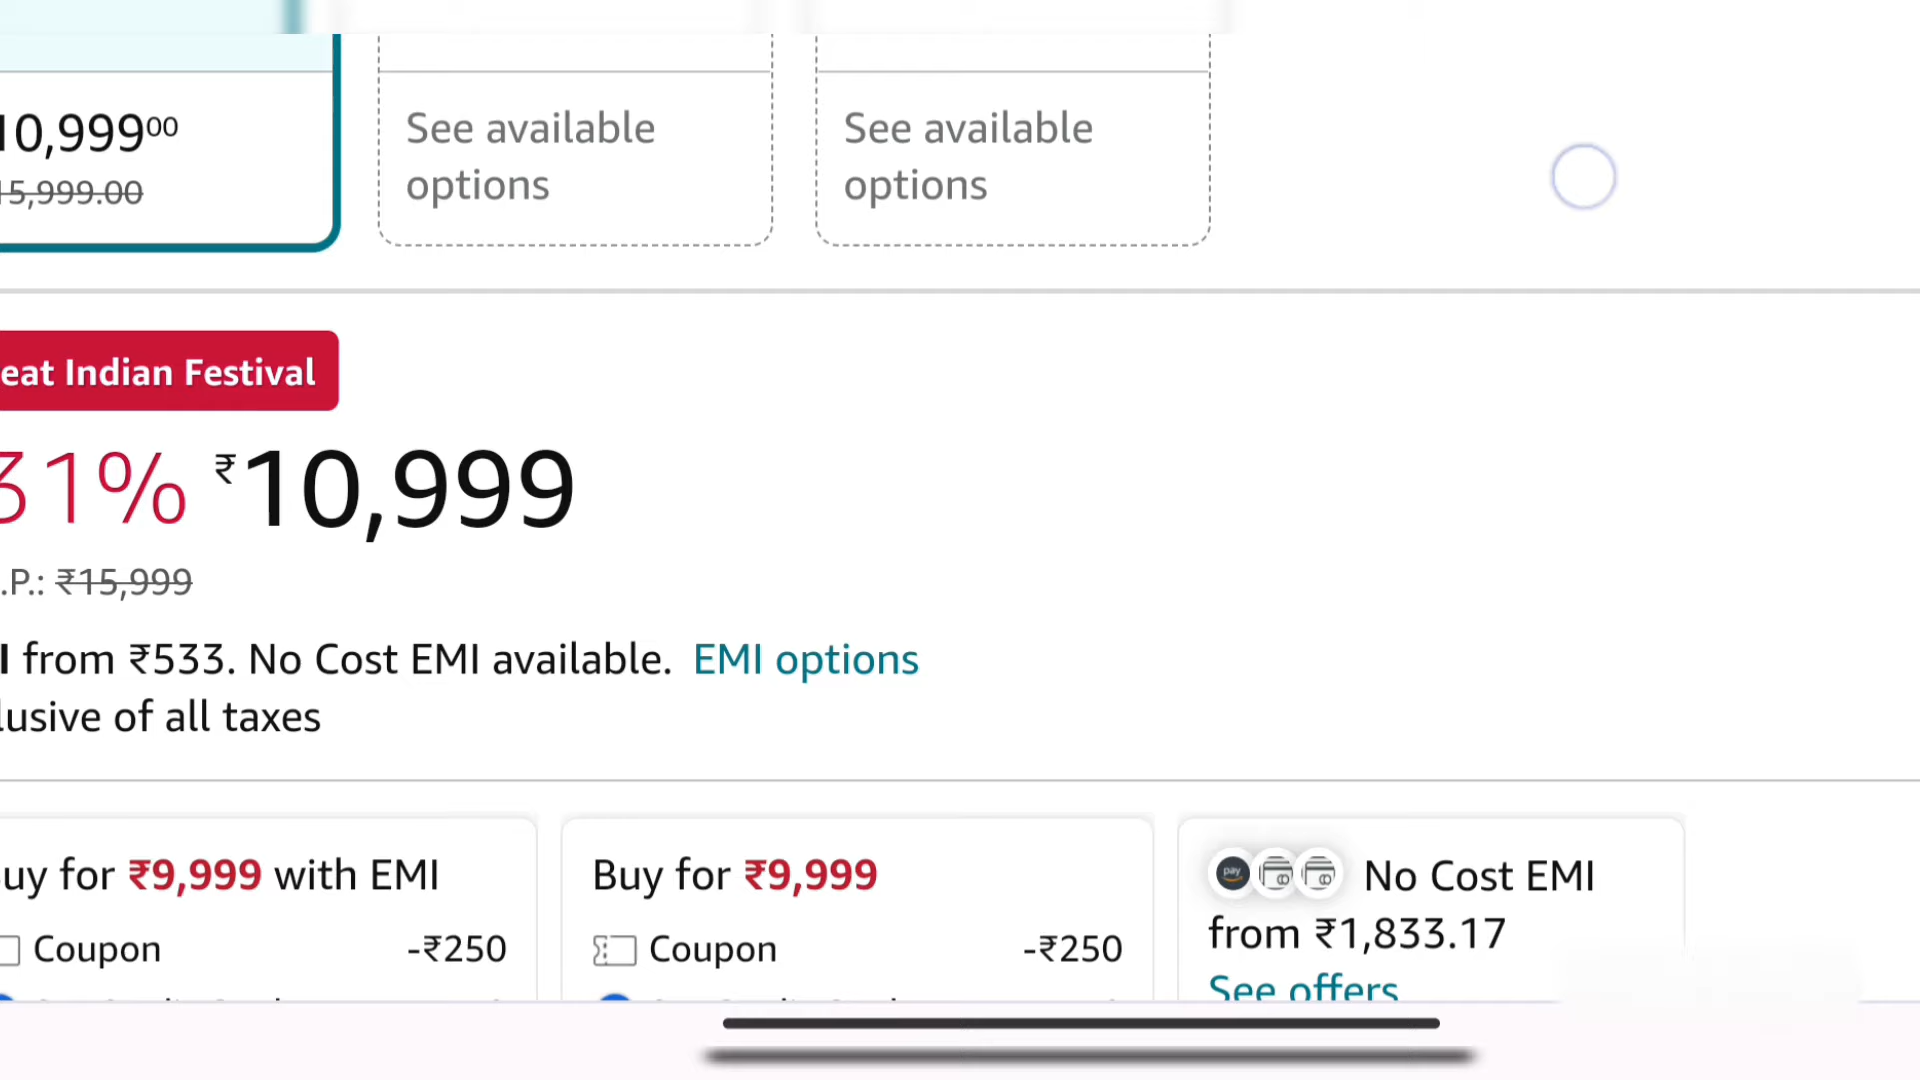 10,99900
15,999.00
See available
options
See available
options
eat Indian Festival
31% ₹10,999
.P.: ₹15,999
I from ₹533. No Cost EMI available. EMI options
lusive of all taxes
uy for ₹9,999 with EMI
Coupon -₹250
Buy for ₹9,999
Coupon -₹250
pay No Cost EMI
from ₹1,833.17
See offers